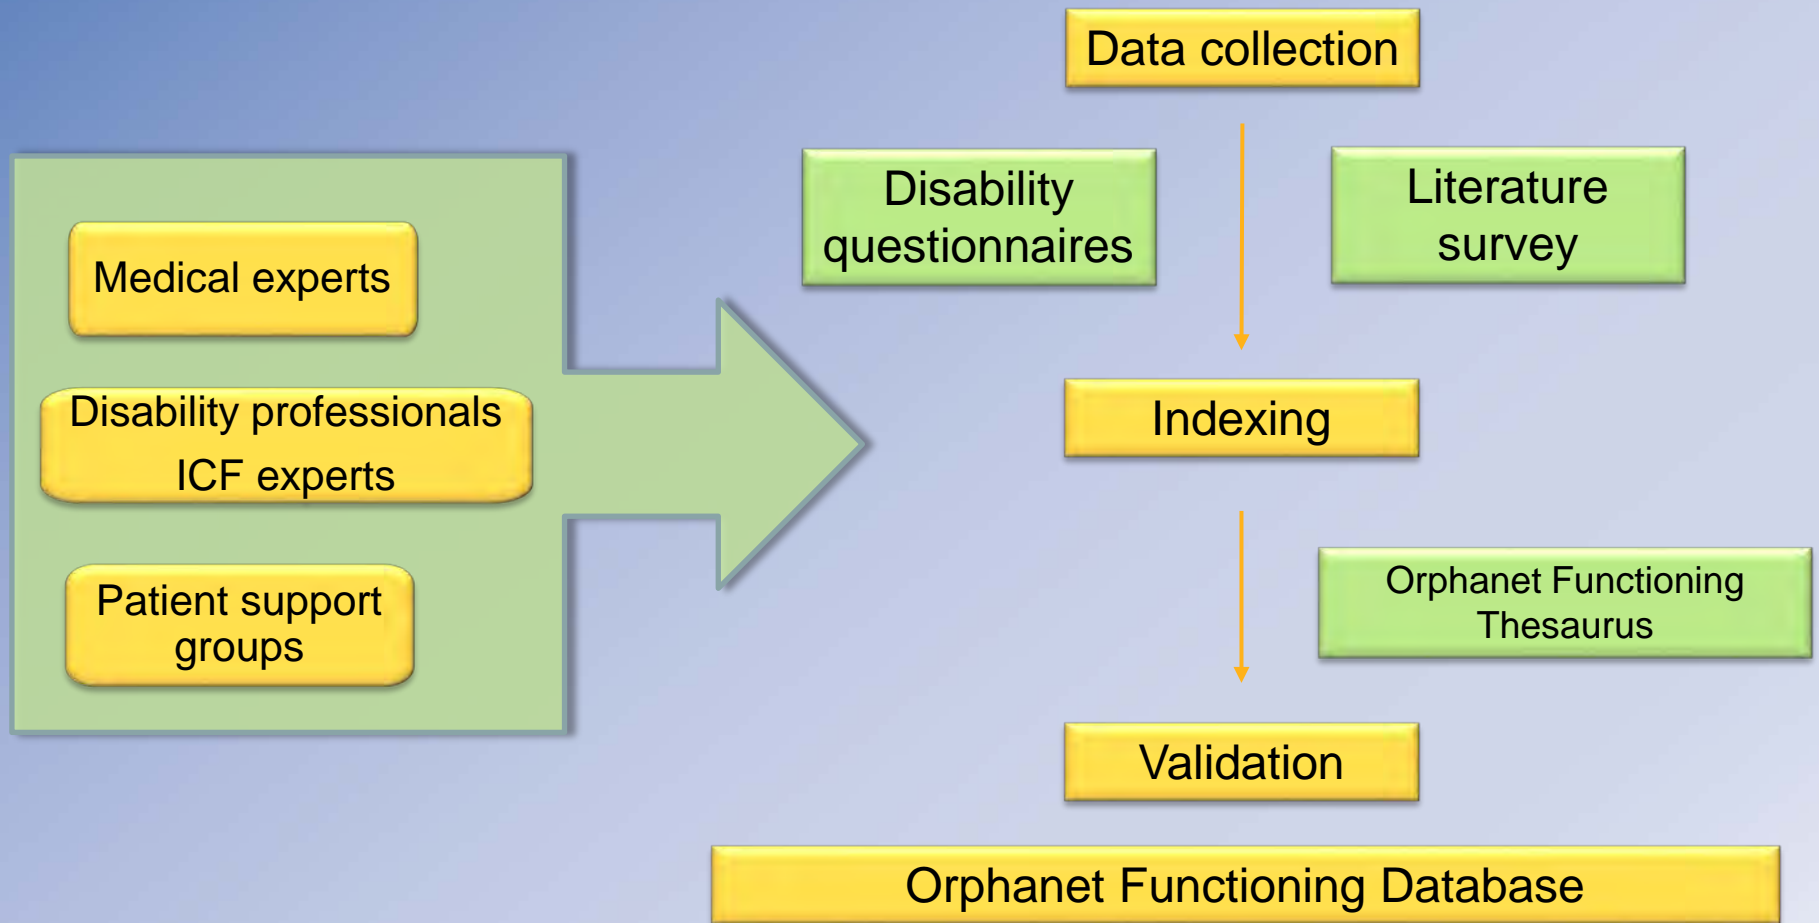 Data collection
Disability
questionnaires
Literature
survey
Medical experts
Disability professionals
ICF experts
Patient support
groups
Indexing
Orphanet Functioning
Thesaurus
Validation
Orphanet Functioning Database